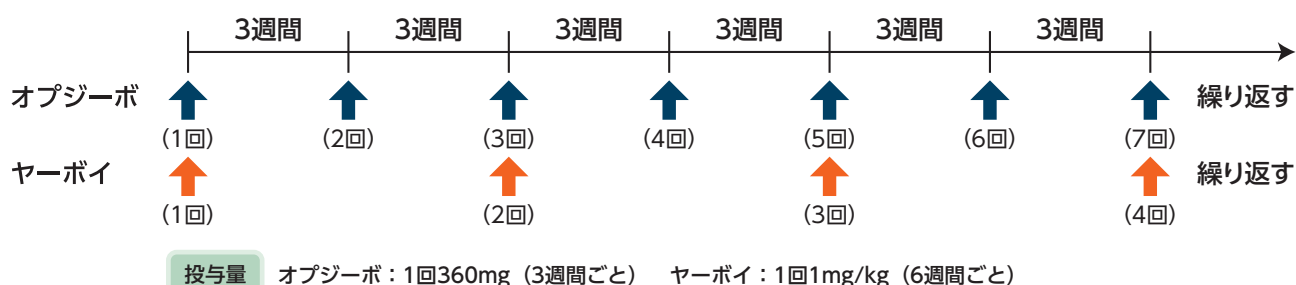 3週間 3週間 3週間 3週間 3週間 3週間
オプジーボ 繰り返す
(1回) (2回) (3回) (4回) (5回) (6回) (7回)
ヤーボイ 繰り返す
(1回) (2回) (3回) (4回)
投与量 オプジーボ：1回360mg（3週間ごと） ヤーボイ：1回1mg/kg（6週間ごと）